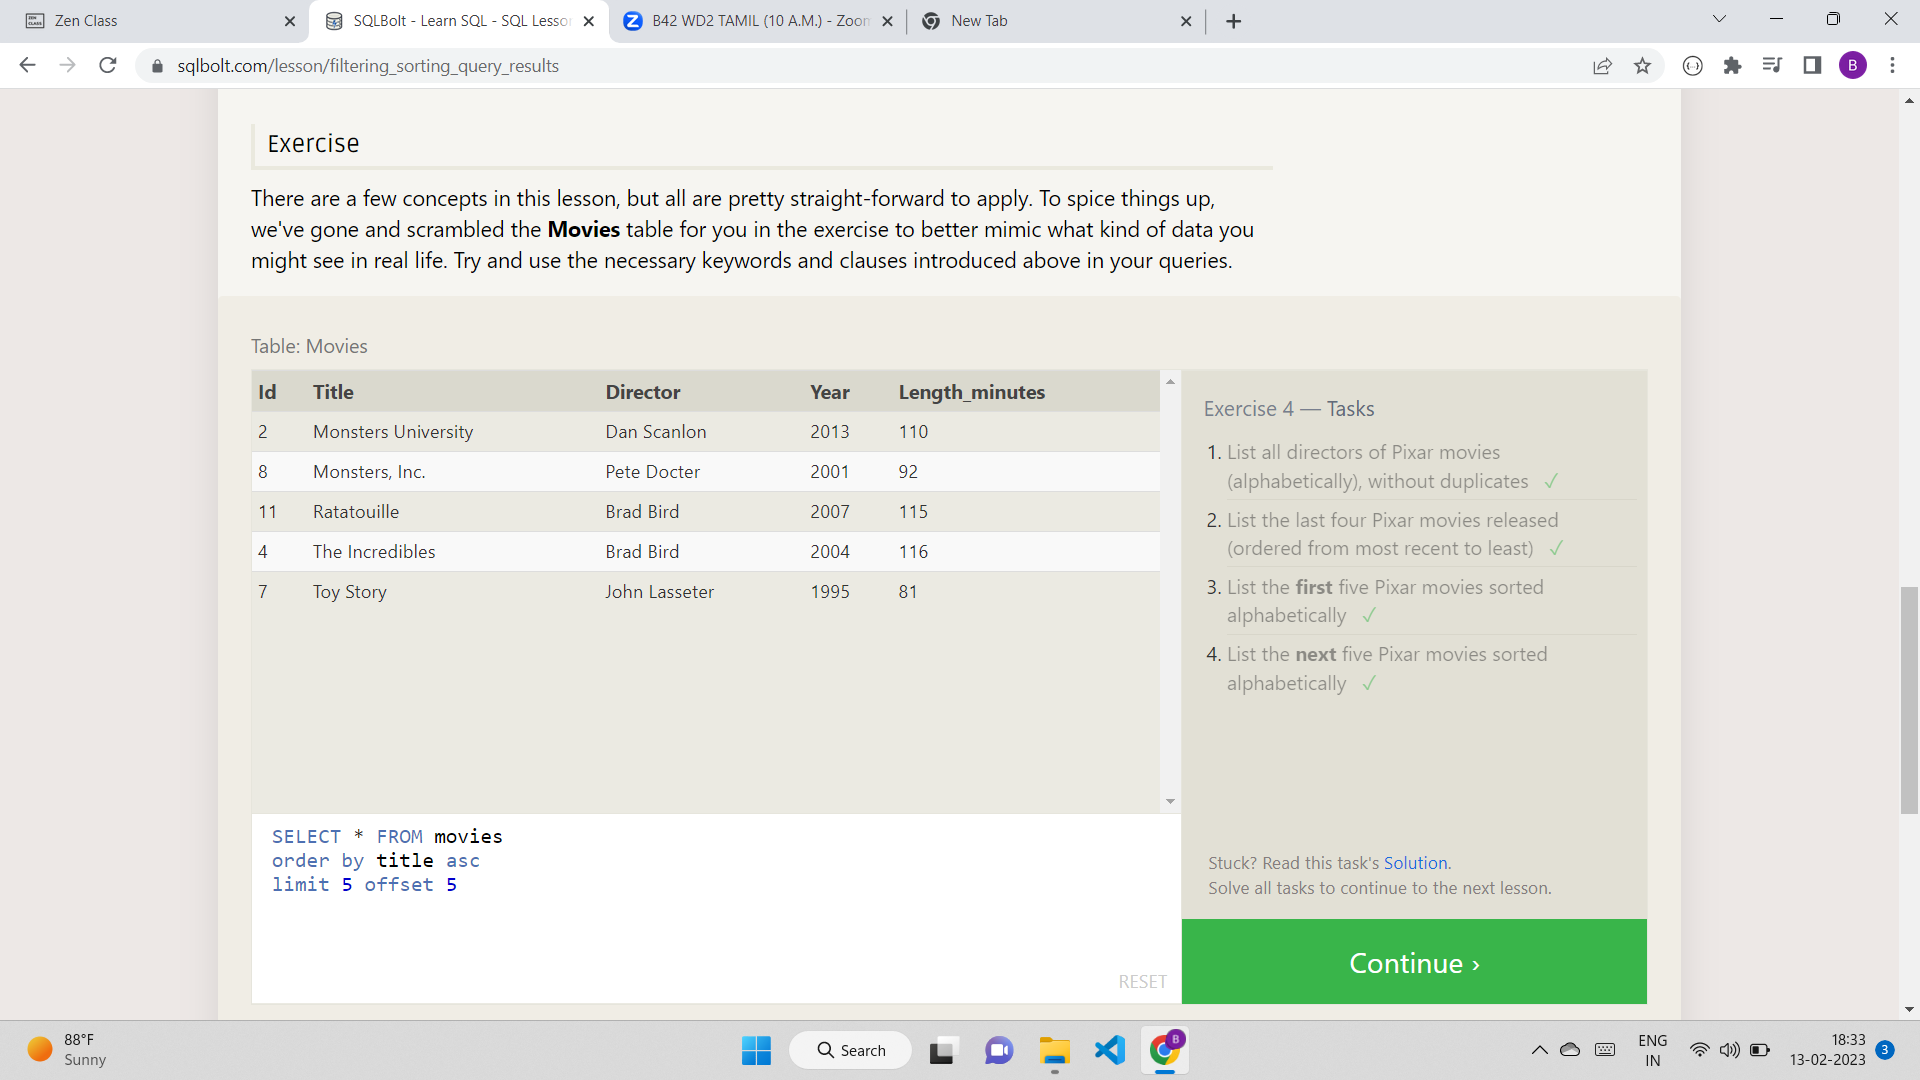 Zen Class
SQLBolt - Learn SQL - SQL Lesso
B42 WD2 TAMIL (10 A.M.) - Zoom
New Tab
sqlbolt.com/lesson/filtering_sorting_query_results
B
Exercise
There are a few concepts in this lesson, but all are pretty straight-forward to apply. To spice things up,
we've gone and scrambled the Movies table for you in the exercise to better mimic what kind of data you
might see in real life. Try and use the necessary keywords and clauses introduced above in your queries.
Table: Movies
Id Title Director Year Length_minutes
2 Monsters University Dan Scanlon 2013 110
8 Monsters, Inc. Pete Docter 2001 92
11 Ratatouille Brad Bird 2007 115
4 The Incredibles Brad Bird 2004 116
7 Toy Story John Lasseter 1995 81
SELECT * FROM movies
order by title asc
limit 5 offset 5
RESET
Exercise 4 — Tasks
1. List all directors of Pixar movies
(alphabetically), without duplicates ✓
2. List the last four Pixar movies released
(ordered from most recent to least) ✓
3. List the first five Pixar movies sorted
alphabetically ✓
4. List the next five Pixar movies sorted
alphabetically ✓
Stuck? Read this task's Solution.
Solve all tasks to continue to the next lesson.
Continue ›
88°F
Sunny
Search
B
ENG
IN
18:33
13-02-2023
3